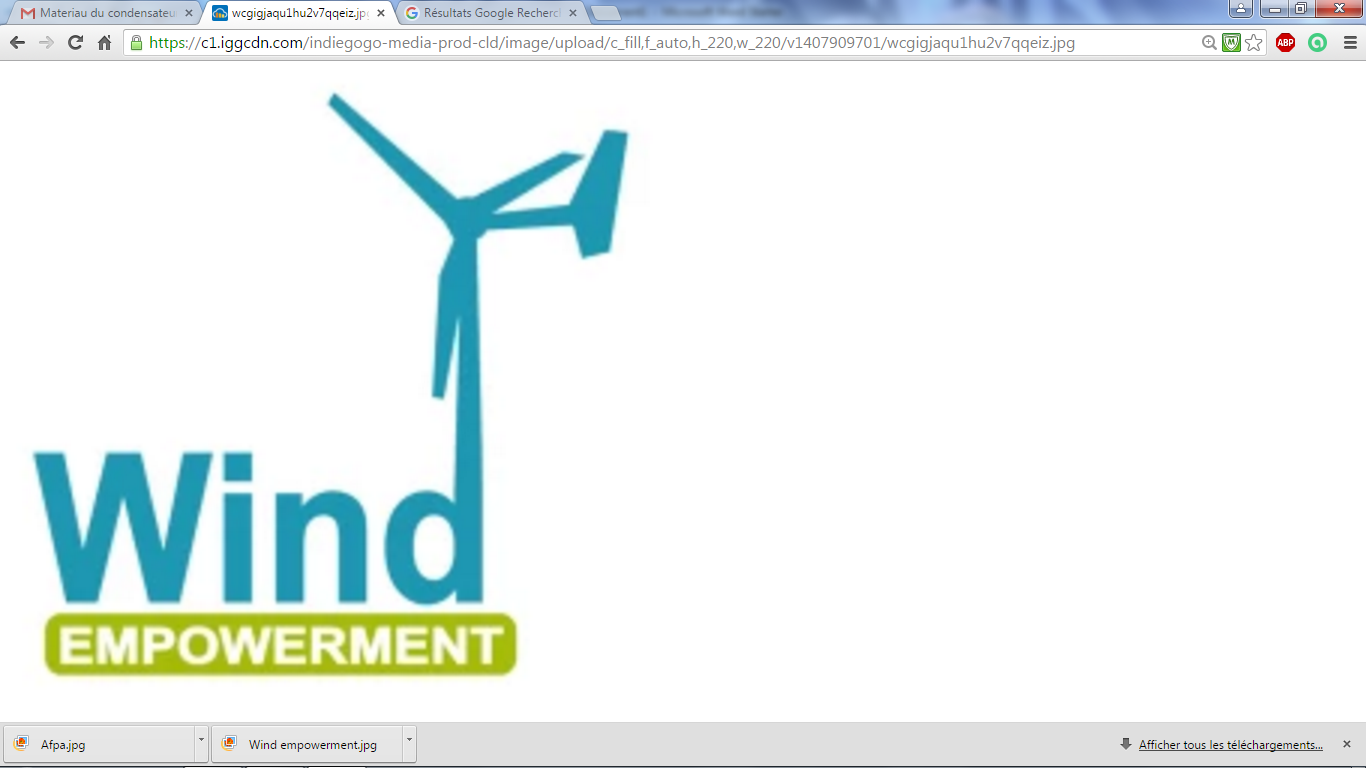 Materiau du condensateu
wcgigjaqu1hu2v7qqeiz.jpg
Résultats Google Recherc
https://c1.iggcdn.com/indiegogo-media-prod-cld/image/upload/c_fill,f_auto,h_220,w_220/v1407909701/wcgigjaqu1hu2v7qqeiz.jpg
ABP
Wind
EMPOWERMENT
Afpa.jpg
Wind empowerment.jpg
Afficher tous les téléchargements...